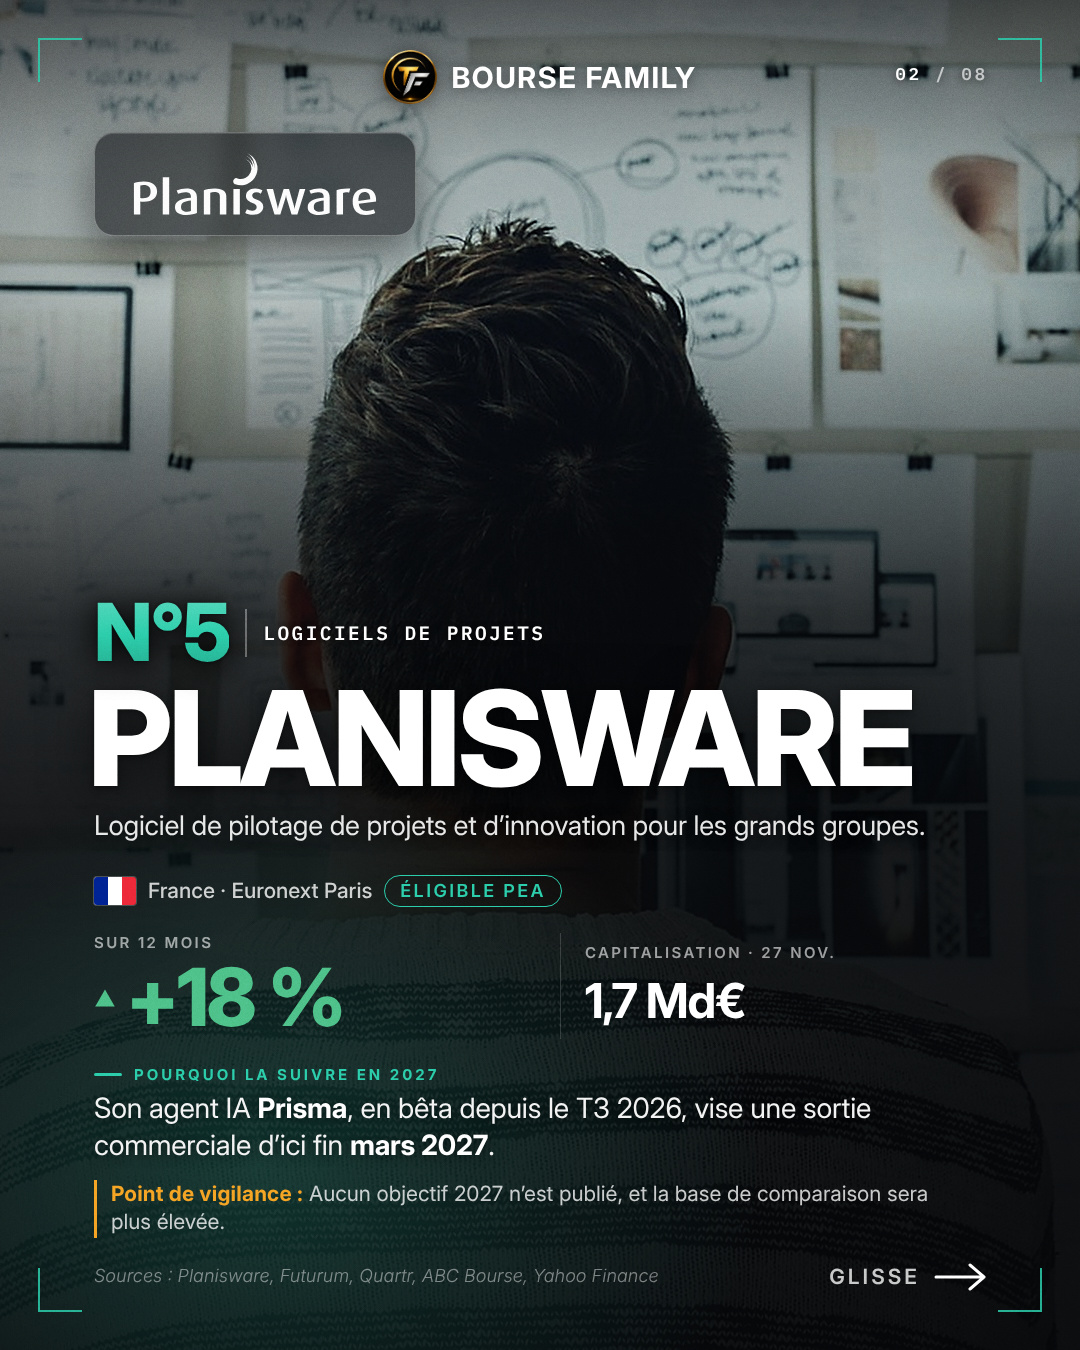 BOURSE FAMILY
02 / 08
Planisware
N°5
LOGICIELS DE PROJETS
PLANISWARE
Logiciel de pilotage de projets et d’innovation pour les grands groupes.
France · Euronext Paris
ÉLIGIBLE PEA
SUR 12 MOIS
+18 %
CAPITALISATION · 27 NOV.
1,7 Md€
POURQUOI LA SUIVRE EN 2027
Son agent IA Prisma, en bêta depuis le T3 2026, vise une sortie
commerciale d’ici fin mars 2027.
Point de vigilance : Aucun objectif 2027 n’est publié, et la base de comparaison sera
plus élevée.
Sources : Planisware, Futurum, Quartr, ABC Bourse, Yahoo Finance
GLISSE